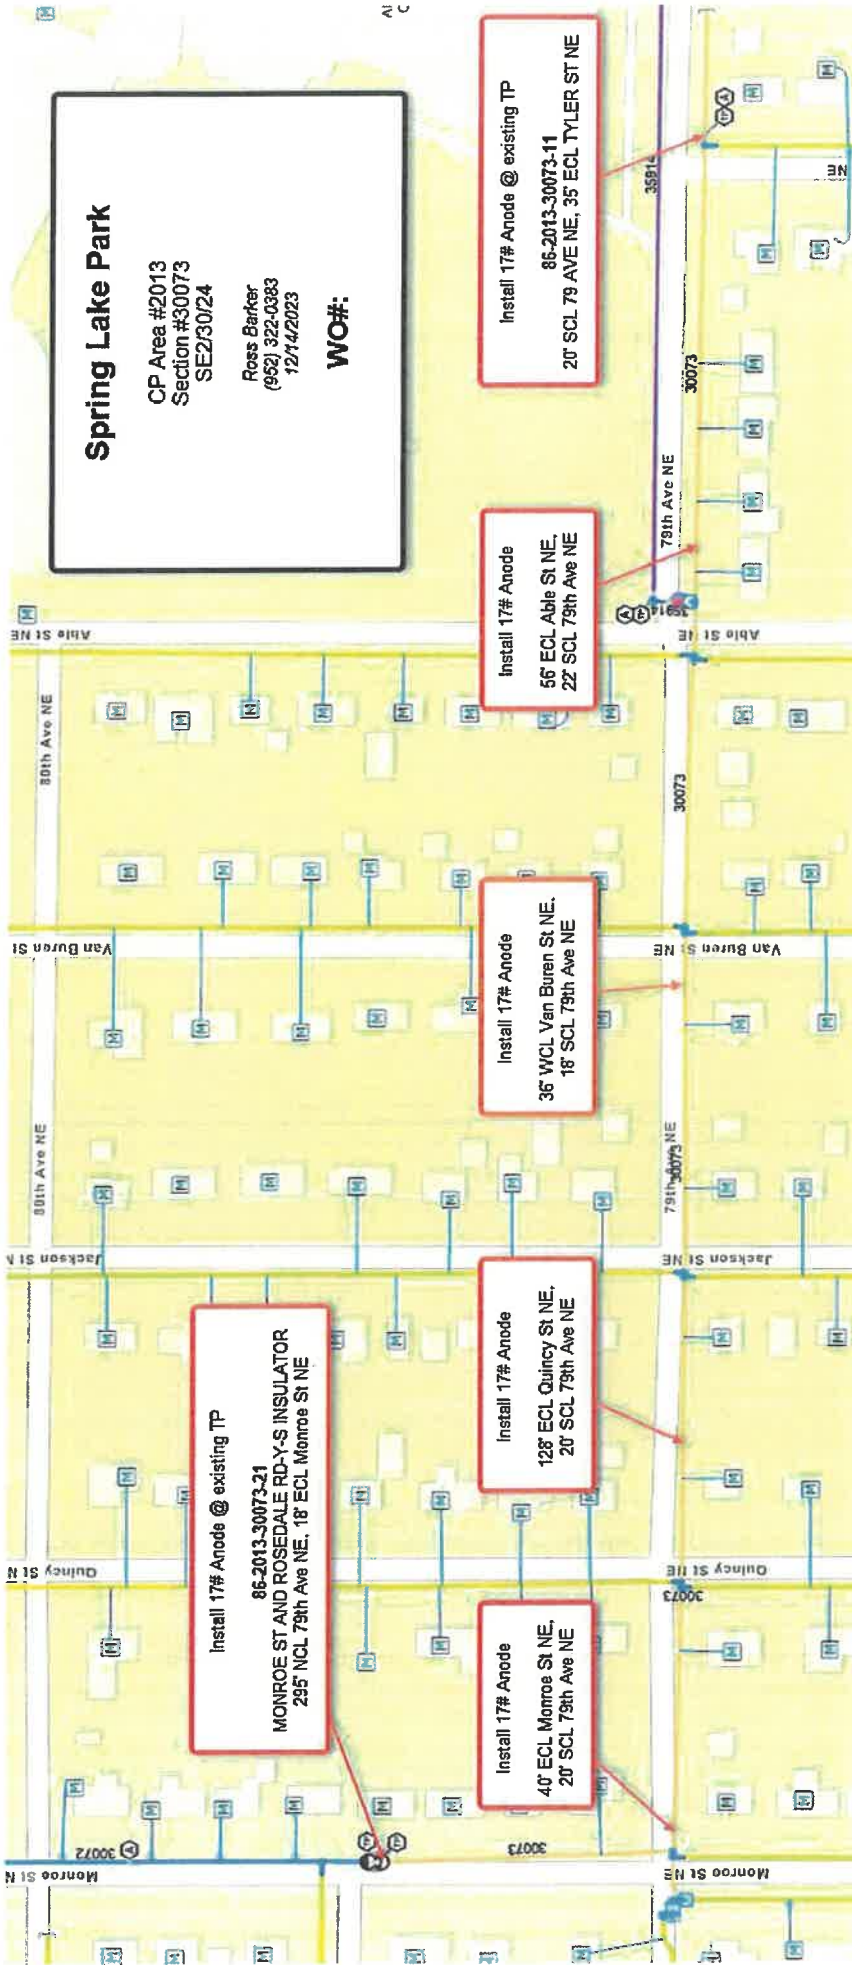 Spring Lake Park
CP Area #2013
Section #30073
SE2/30/24
Ross Barker
(952) 322-0383
12/14/2023
WO#:
Install 17# Anode @ existing TP
86-2013-30073-21
MONROE ST AND ROSEDALE RD-Y-S INSULATOR
295' NCL 79th Ave NE, 18' ECL Monroe St NE
Install 17# Anode
40' ECL Monroe St NE,
20' SCL 79th Ave NE
Install 17# Anode
128' ECL Quincy St NE,
20' SCL 79th Ave NE
Install 17# Anode
36' WCL Van Buren St NE,
18' SCL 79th Ave NE
Install 17# Anode
56' ECL Able St NE,
22' SCL 79th Ave NE
Install 17# Anode @ existing TP
86-2013-30073-11
20' SCL 79 AVE NE, 35' ECL TYLER ST NE
80th Ave NE
80th Ave NE
Monroe St N
Quincy St N
Jackson St N
Van Buren St
Able St NE
30072
30073
79th Ave NE
30073
30073
79th Ave NE
35914
35914
30073
30073
Monroe St NE
Quincy St NE
Jackson St NE
Van Buren St NE
Able St NE
NE